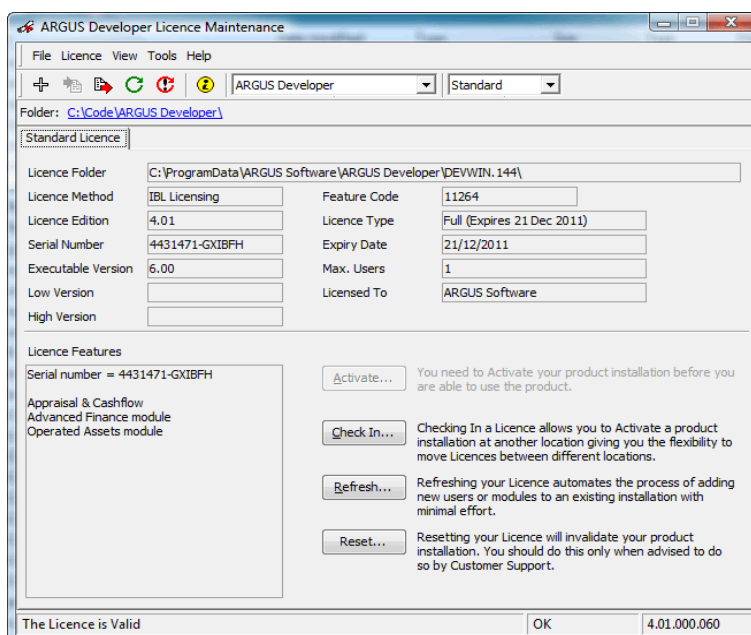 ARGUS Developer Licence Maintenance
File Licence View Tools Help
ARGUS Developer Standard
Folder: C:\Code\ARGUS Developer\
Standard Licence
Licence Folder C:\ProgramData\ARGUS Software\ARGUS Developer\DEVWIN.144\
Licence Method IBL Licensing Feature Code 11264
Licence Edition 4.01 Licence Type Full (Expires 21 Dec 2011)
Serial Number 4431471-GXIBFH Expiry Date 21/12/2011
Executable Version 6.00 Max. Users 1
Low Version Licensed To ARGUS Software
High Version
Licence Features
Serial number = 4431471-GXIBFH
Appraisal & Cashflow
Advanced Finance module
Operated Assets module
Activate... You need to Activate your product installation before you
are able to use the product.
Check In... Checking In a Licence allows you to Activate a product
installation at another location giving you the flexibility to
move Licences between different locations.
Refresh... Refreshing your Licence automates the process of adding
new users or modules to an existing installation with
minimal effort.
Reset... Resetting your Licence will invalidate your product
installation. You should do this only when advised to do
so by Customer Support.
The Licence is Valid OK 4.01.000.060